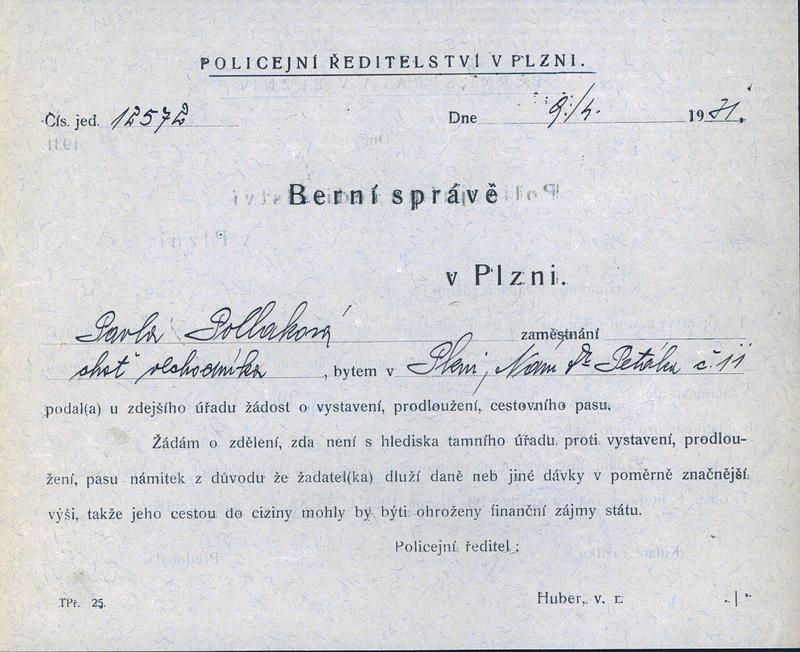 POLICEJNÍ ŘEDITELSTVÍ V PLZNI.
Čís. jed. 12572 Dne 9./4. 1931.
Berní správě
v Plzni.
Pavla Pollaková zaměstnání
choť obchodníka, bytem v Plzni, Nám Dr Petáka č. 11
podal(a) u zdejšího úřadu žádost o vystavení, prodloužení, cestovního pasu.
Žádám o zdělení, zda není s hlediska tamního úřadu proti vystavení, prodlou-
žení, pasu námitek z důvodu že žadatel(ka) dluží daně neb jiné dávky v poměrně značnější
výši, takže jeho cestou do ciziny mohly by býti ohroženy finanční zájmy státu.
Policejní ředitel:
TPř. 25. Huber, v. r.